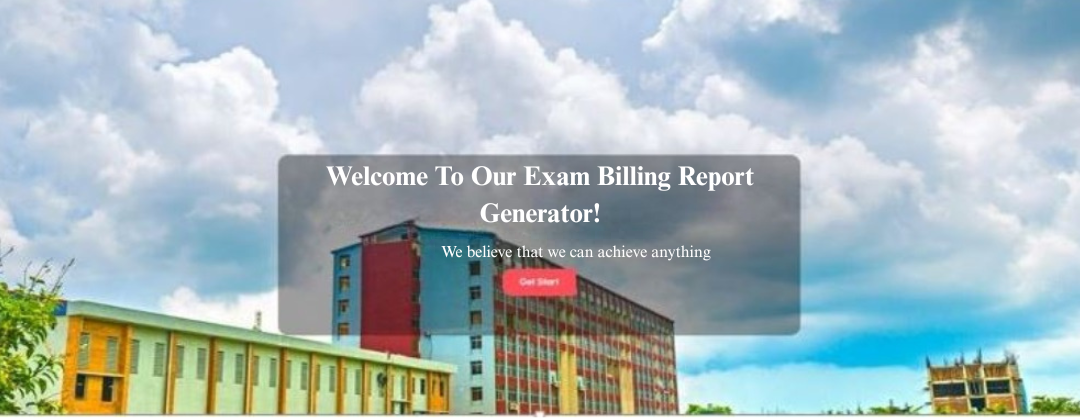 Welcome To Our Exam Billing Report
Generator!
We believe that we can achieve anything
Get Start